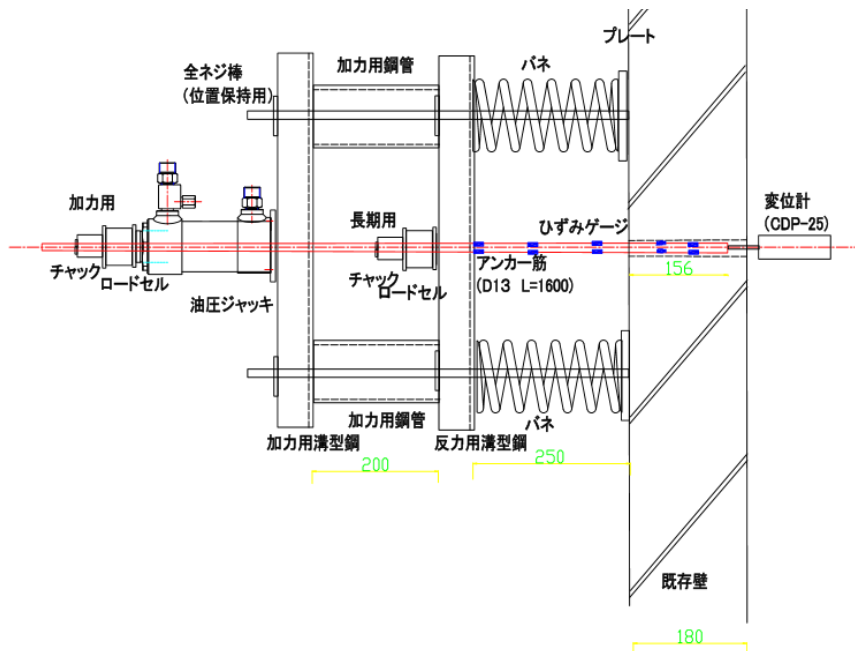 プレート
全ネジ棒
(位置保持用)
加力用鋼管
バネ
加力用
長期用
ひずみゲージ
変位計
(CDP-25)
チャック
ロードセル
油圧ジャッキ
チャック
ロードセル
アンカー筋
(D13 L=1600)
156
加力用鋼管
バネ
加力用溝型鋼
反力用溝型鋼
200
250
既存壁
180